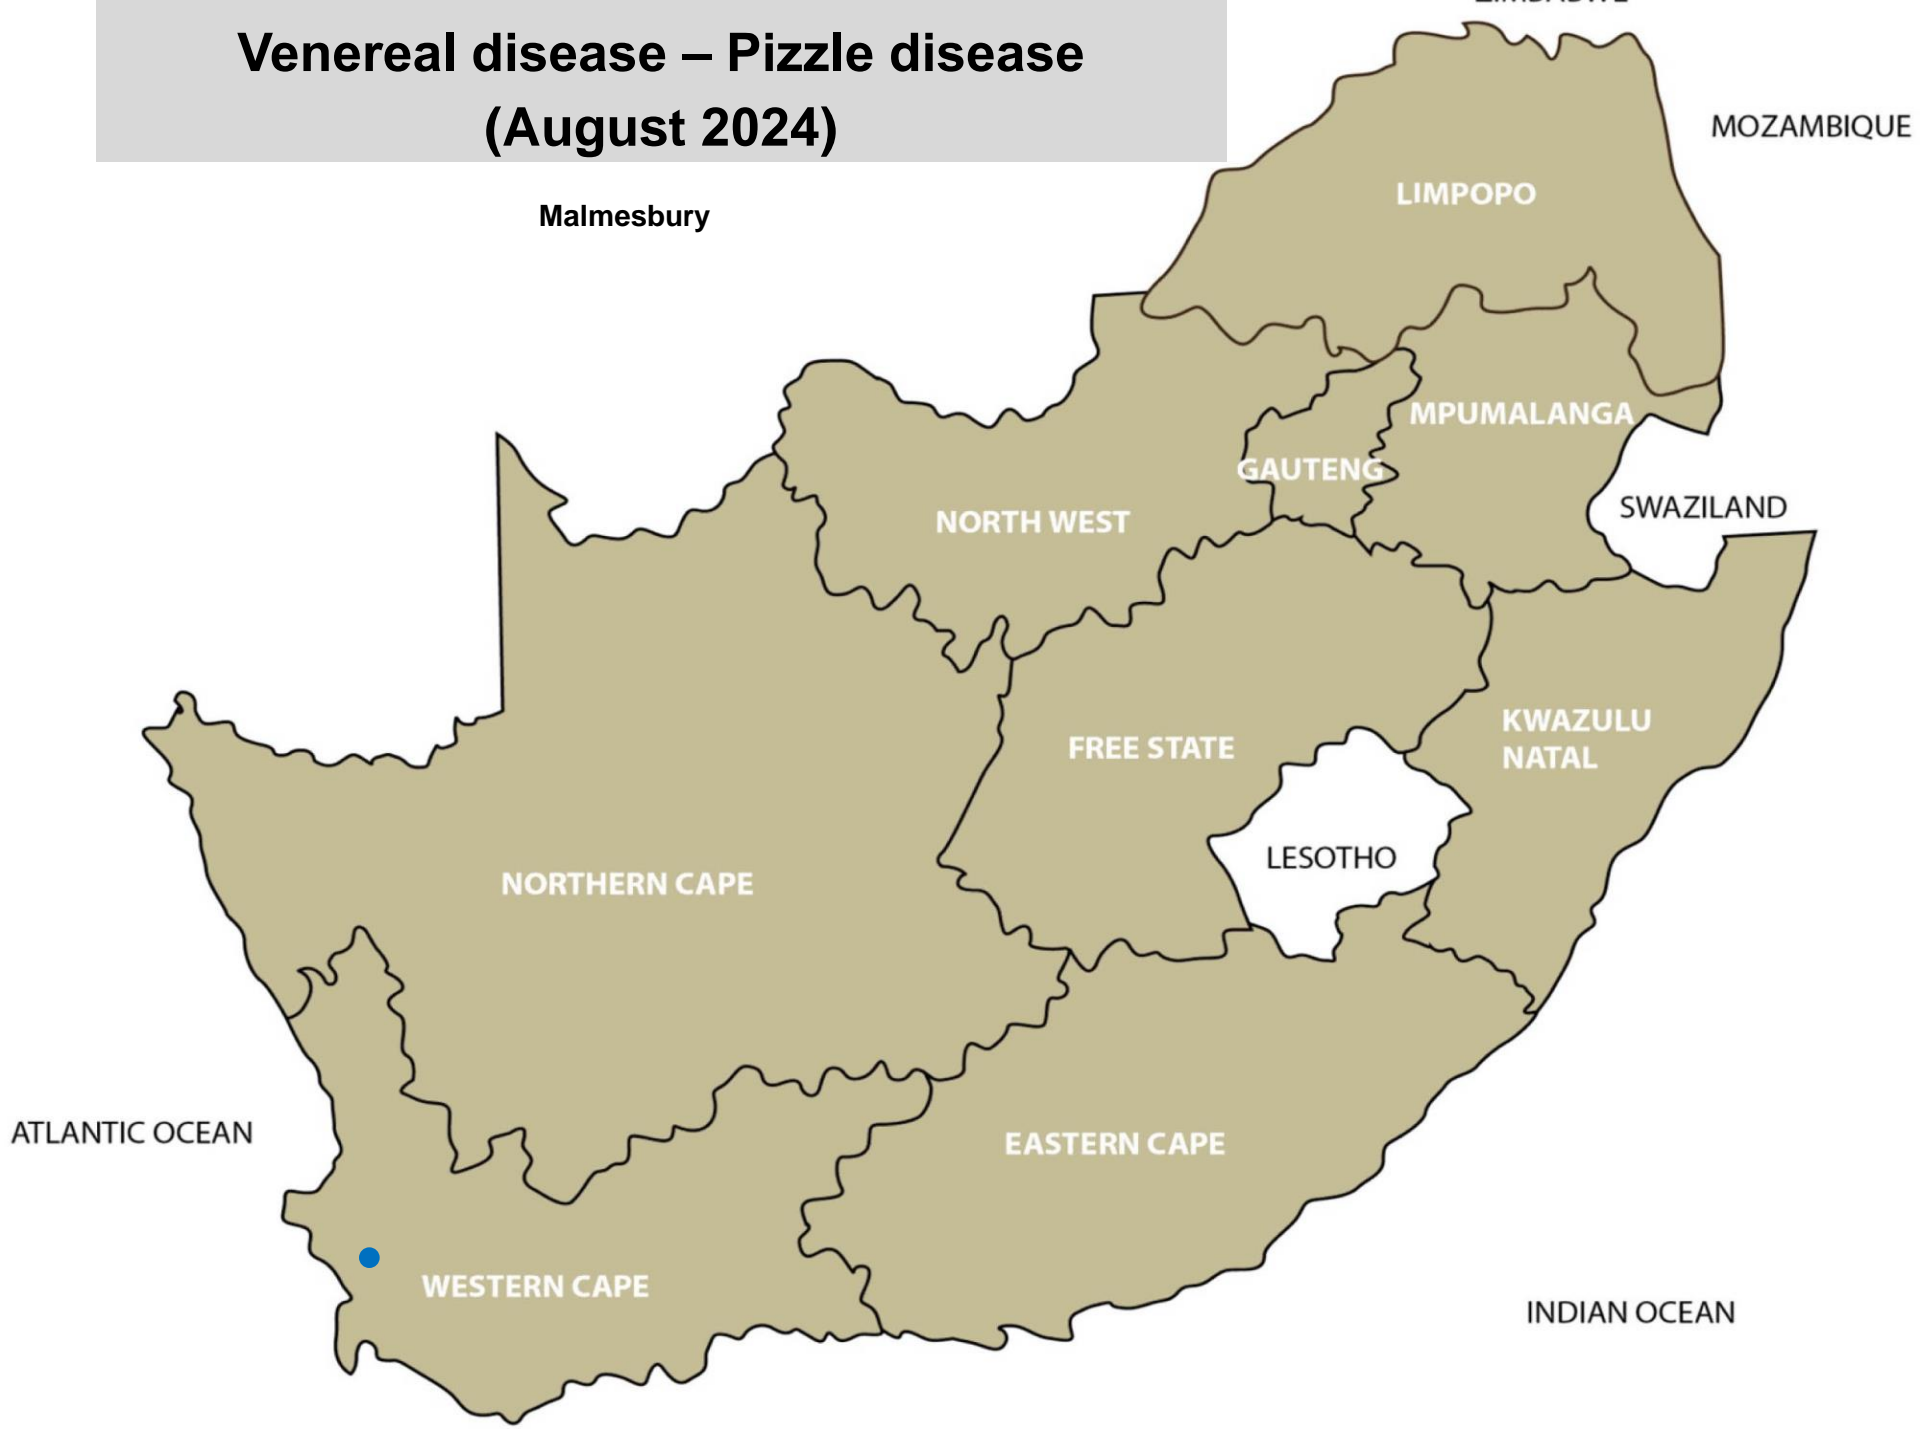 Venereal disease – Pizzle disease
(August 2024)
Malmesbury
MOZAMBIQUE
LIMPOPO
MPUMALANGA
GAUTENG
SWAZILAND
NORTH WEST
KWAZULU
NATAL
FREE STATE
LESOTHO
NORTHERN CAPE
ATLANTIC OCEAN
EASTERN CAPE
WESTERN CAPE
INDIAN OCEAN